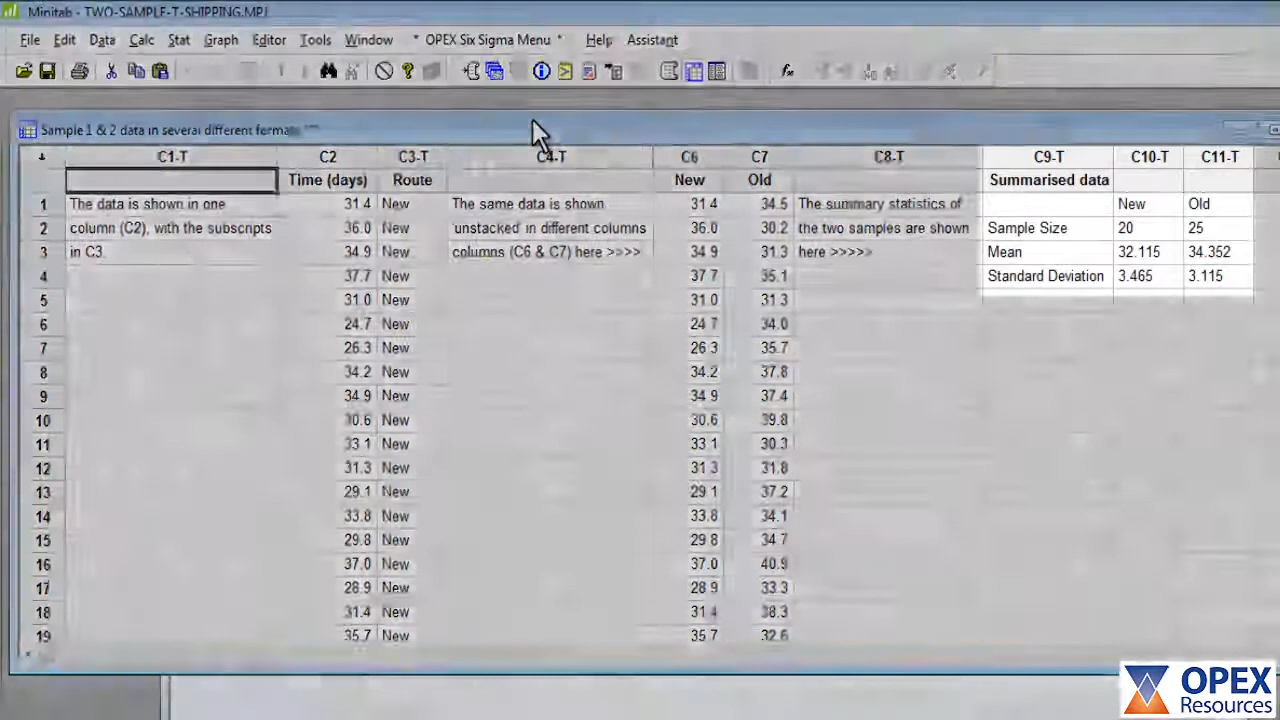 Minitab - TWO-SAMPLE-T-SHIPPING.MPJ
File Edit Data Calc Stat Graph Editor Tools Window * OPEX Six Sigma Menu * Help Assistant
Sample 1 & 2 data in several different formats ***
C1-T C2 C3-T C4-T C6 C7 C8-T C9-T C10-T C11-T
Time (days) Route New Old Summarised data
1 The data is shown in one 31.4 New The same data is shown 31.4 34.5 The summary statistics of New Old
2 column (C2), with the subscripts 36.0 New 'unstacked' in different columns 36.0 30.2 the two samples are shown Sample Size 20 25
3 in C3. 34.9 New columns (C6 & C7) here >>>> 34.9 31.3 here >>>>> Mean 32.115 34.352
4 37.7 New 37.7 35.1 Standard Deviation 3.465 3.115
5 31.0 New 31.0 31.3
6 24.7 New 24.7 34.0
7 26.3 New 26.3 35.7
8 34.2 New 34.2 37.8
9 34.9 New 34.9 37.4
10 30.6 New 30.6 39.8
11 33.1 New 33.1 30.3
12 31.3 New 31.3 31.8
13 29.1 New 29.1 37.2
14 33.8 New 33.8 34.1
15 29.8 New 29.8 34.7
16 37.0 New 37.0 40.9
17 28.9 New 28.9 33.3
18 31.4 New 31.4 38.3
19 35.7 New 35.7 32.6
OPEX
Resources